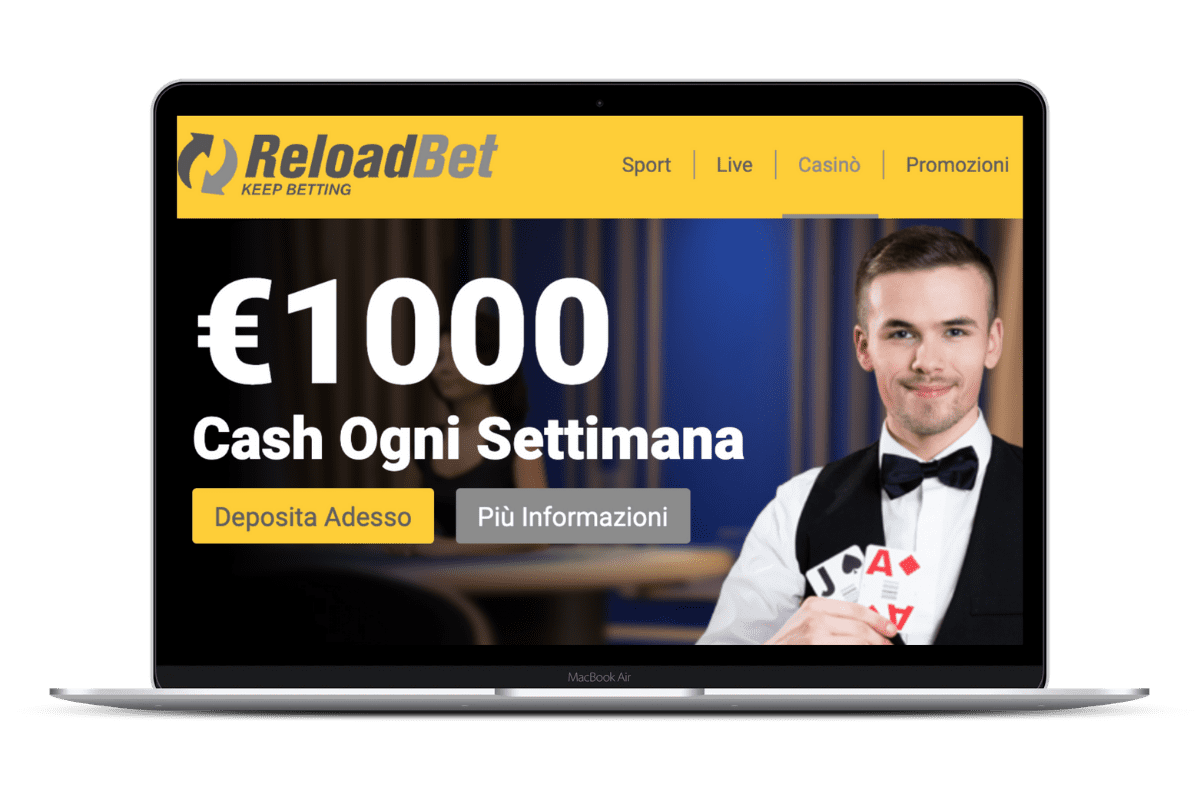 ReloadBet
KEEP BETTING
Sport
Live
Casinò
Promozioni
€1000
Cash Ogni Settimana
Deposita Adesso
Più Informazioni
J
A
A
MacBook Air